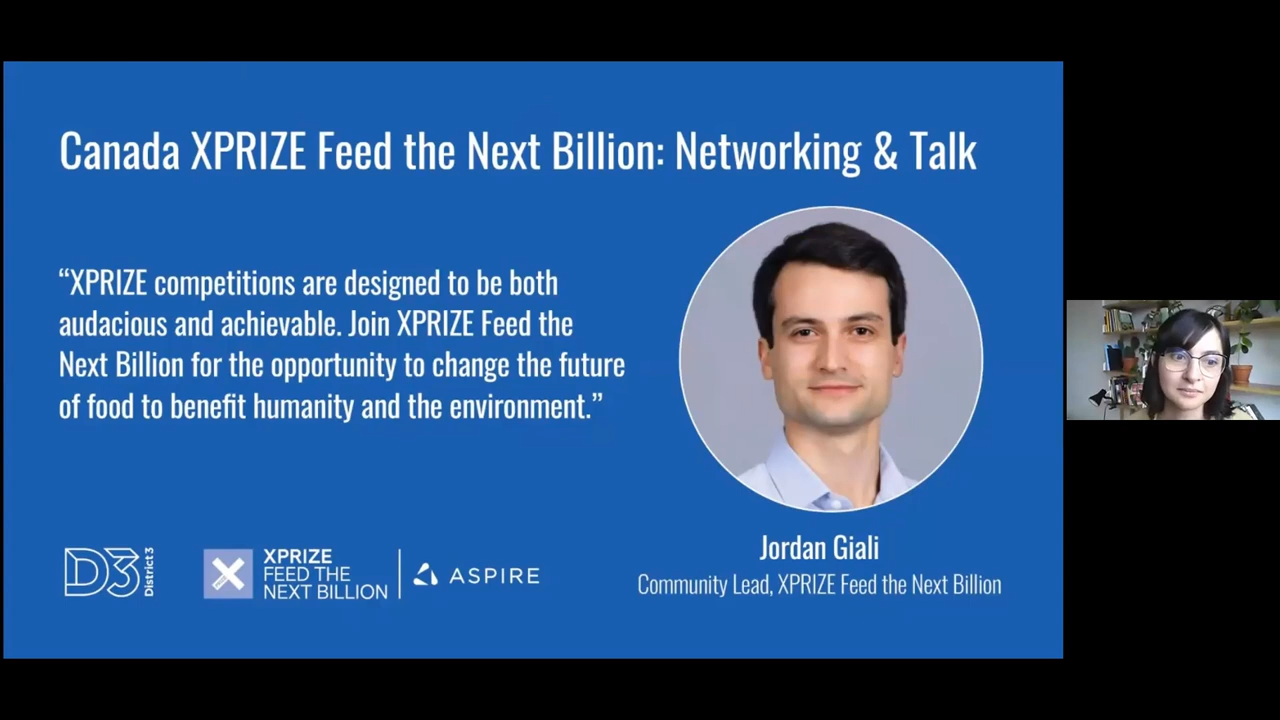 Canada XPRIZE Feed the Next Billion: Networking & Talk
“XPRIZE competitions are designed to be both
audacious and achievable. Join XPRIZE Feed the
Next Billion for the opportunity to change the future
of food to benefit humanity and the environment.”
Jordan Giali
Community Lead, XPRIZE Feed the Next Billion
D3
District 3
XPRIZE
FEED THE
NEXT BILLION
ASPIRE